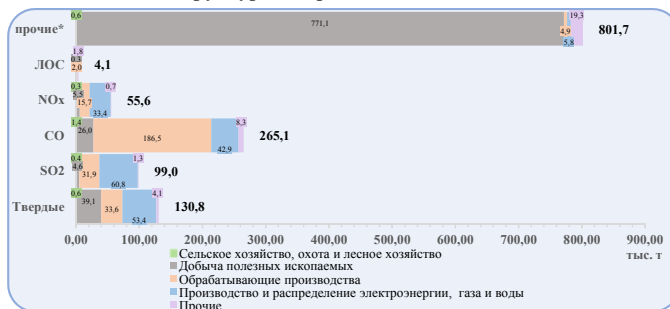 прочие*
0,6
771,1
4,9
5,8
19,3
801,7
ЛОС
1,8
0,3
2,0
4,1
NOx
0,3
5,5
15,7
33,4
0,7
55,6
CO
1,4
26,0
186,5
42,9
8,3
265,1
SO2
0,4
4,6
31,9
60,8
1,3
99,0
Твердые
0,6
39,1
33,6
53,4
4,1
130,8
0,00 100,00 200,00 300,00 400,00 500,00 600,00 700,00 800,00 900,00
тыс. т
Сельское хозяйство, охота и лесное хозяйство
Добыча полезных ископаемых
Обрабатывающие производства
Производство и распределение электроэнергии, газа и воды
Прочие